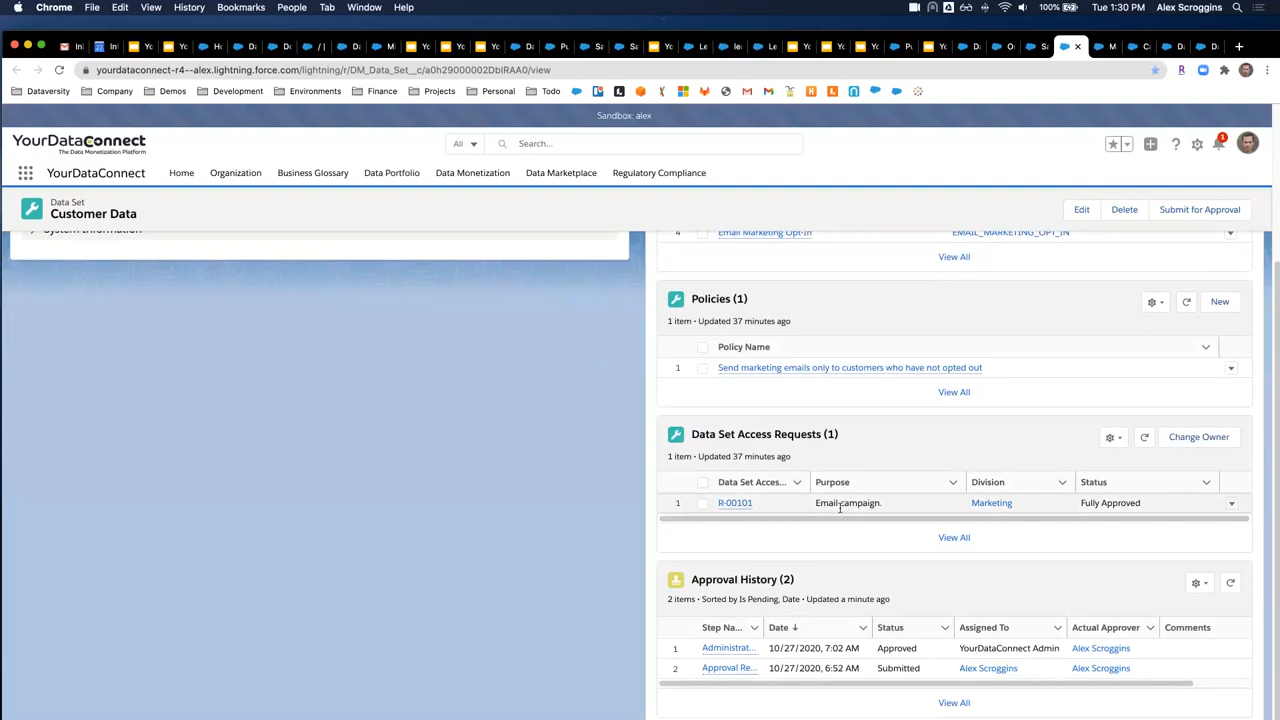 Chrome File Edit View History Bookmarks People Tab Window Help 100% Tue 1:30 PM Alex Scroggins
yourdataconnect-r4--alex.lightning.force.com/lightning/r/DM_Data_Set__c/a0h29000002DblRAA0/view
Dataversity Company Demos Development Environments Finance Projects Personal Todo
Sandbox: alex
YourDataConnect
The Data Monetization Platform
All Search...
1
YourDataConnect Home Organization Business Glossary Data Portfolio Data Monetization Data Marketplace Regulatory Compliance
Data Set
Customer Data
Edit Delete Submit for Approval
System Information
4 Email Marketing Opt-In EMAIL_MARKETING_OPT_IN
View All
Policies (1)
New
1 item • Updated 37 minutes ago
Policy Name
1 Send marketing emails only to customers who have not opted out
View All
Data Set Access Requests (1)
Change Owner
1 item • Updated 37 minutes ago
Data Set Acces... Purpose Division Status
1 R-00101 Email campaign. Marketing Fully Approved
View All
Approval History (2)
2 items • Sorted by Is Pending, Date • Updated a minute ago
Step Na... Date Status Assigned To Actual Approver Comments
1 Administrat... 10/27/2020, 7:02 AM Approved YourDataConnect Admin Alex Scroggins
2 Approval Re... 10/27/2020, 6:52 AM Submitted Alex Scroggins Alex Scroggins
View All